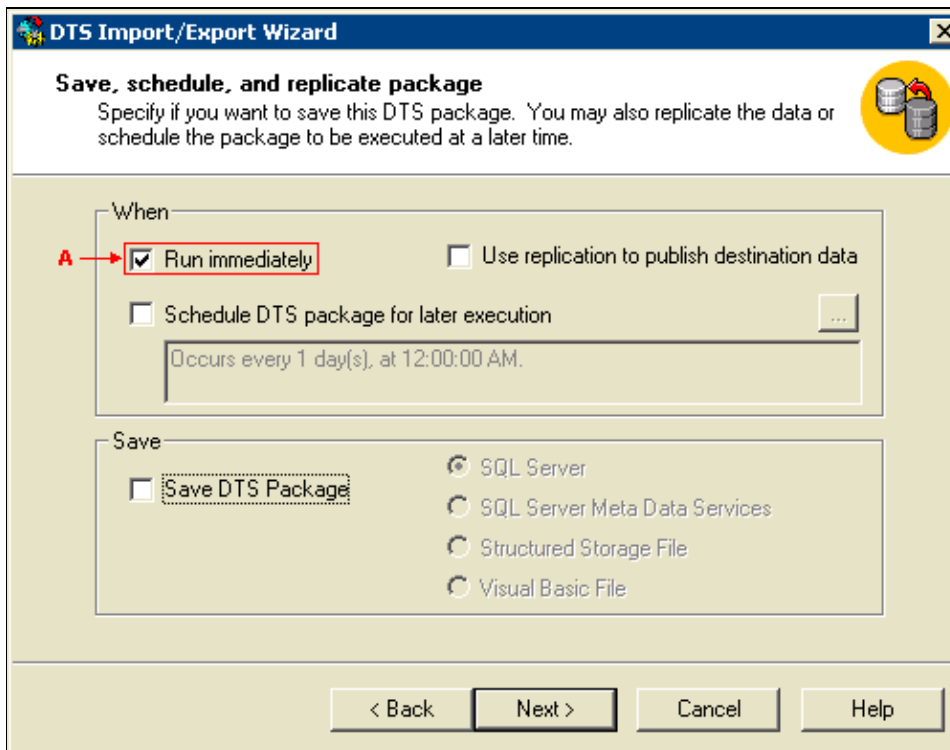 DTS Import/Export Wizard
Save, schedule, and replicate package
Specify if you want to save this DTS package. You may also replicate the data or
schedule the package to be executed at a later time.
When
A
Run immediately
Use replication to publish destination data
Schedule DTS package for later execution
...
Occurs every 1 day(s), at 12:00:00 AM.
Save
Save DTS Package
SQL Server
SQL Server Meta Data Services
Structured Storage File
Visual Basic File
< Back
Next >
Cancel
Help